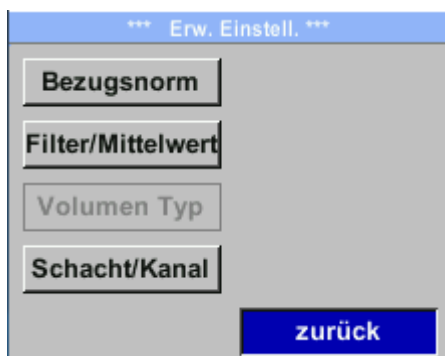 *** Erw. Einstell. ***
Bezugsnorm
Filter/Mittelwert
Volumen Typ
Schacht/Kanal
zurück